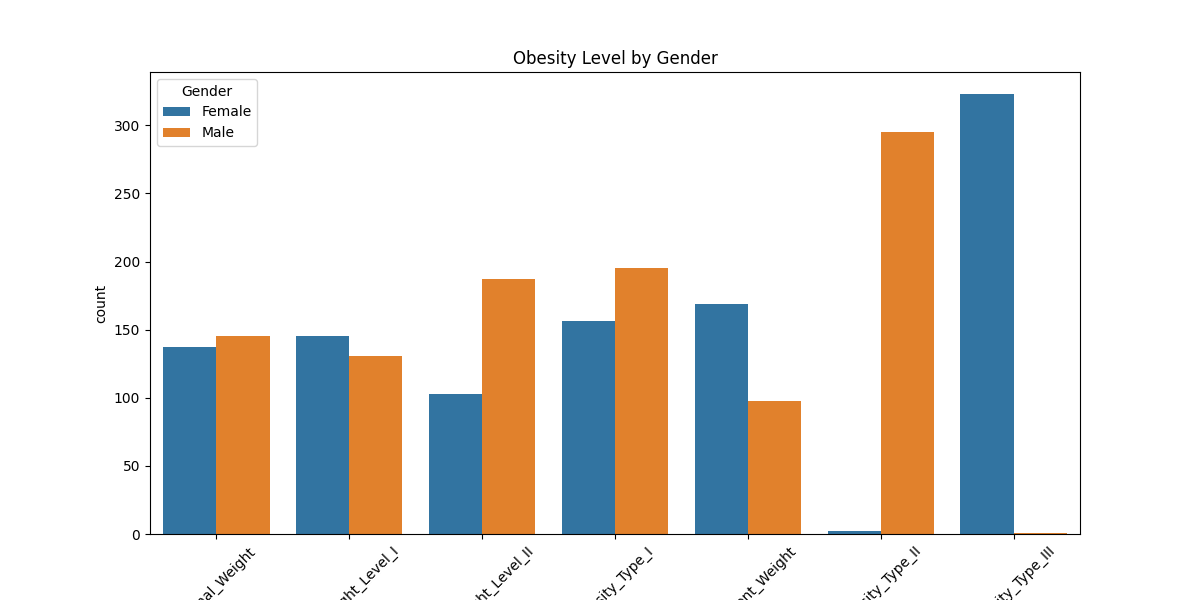 Obesity Level by Gender
Gender
Female
Male
count
300
250
200
150
100
50
0
al_Weight
ght_Level_I
ht_Level_II
sity_Type_I
nt_Weight
ity_Type_II
ity_Type_III